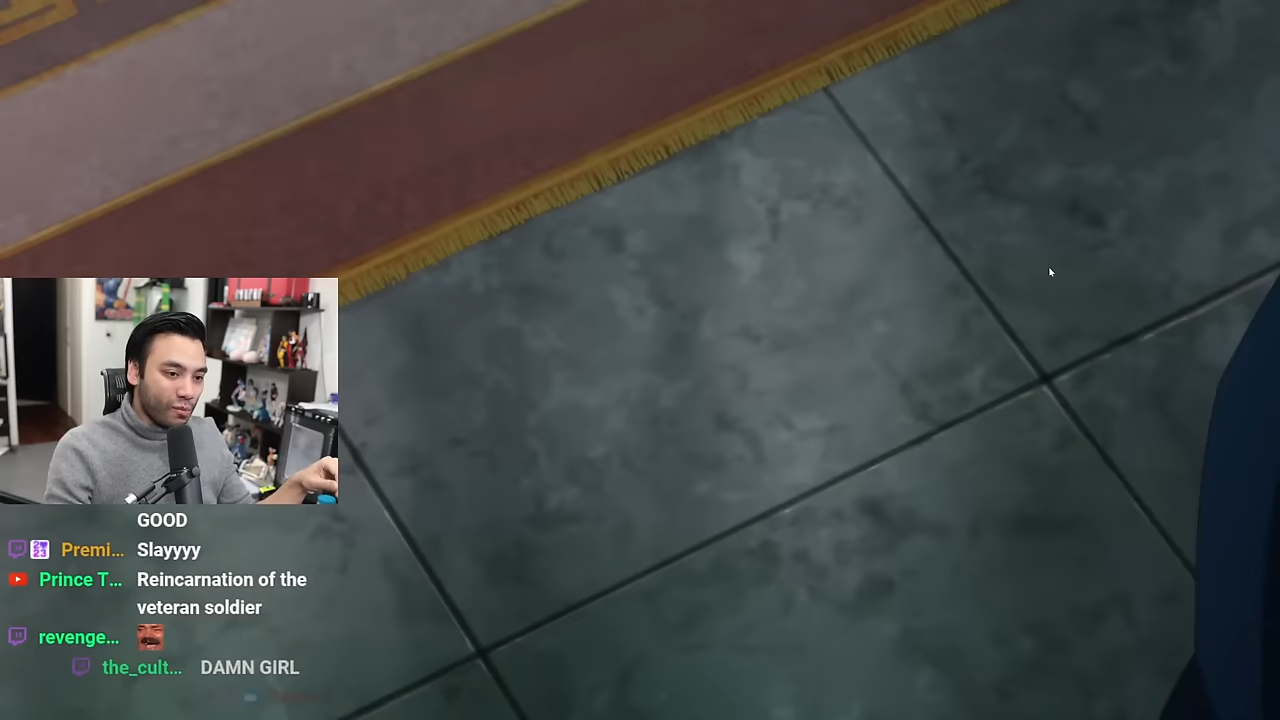 GOOD
Premi... Slayyyy
Prince T... Reincarnation of the
veteran soldier
revenge...
the_cult... DAMN GIRL